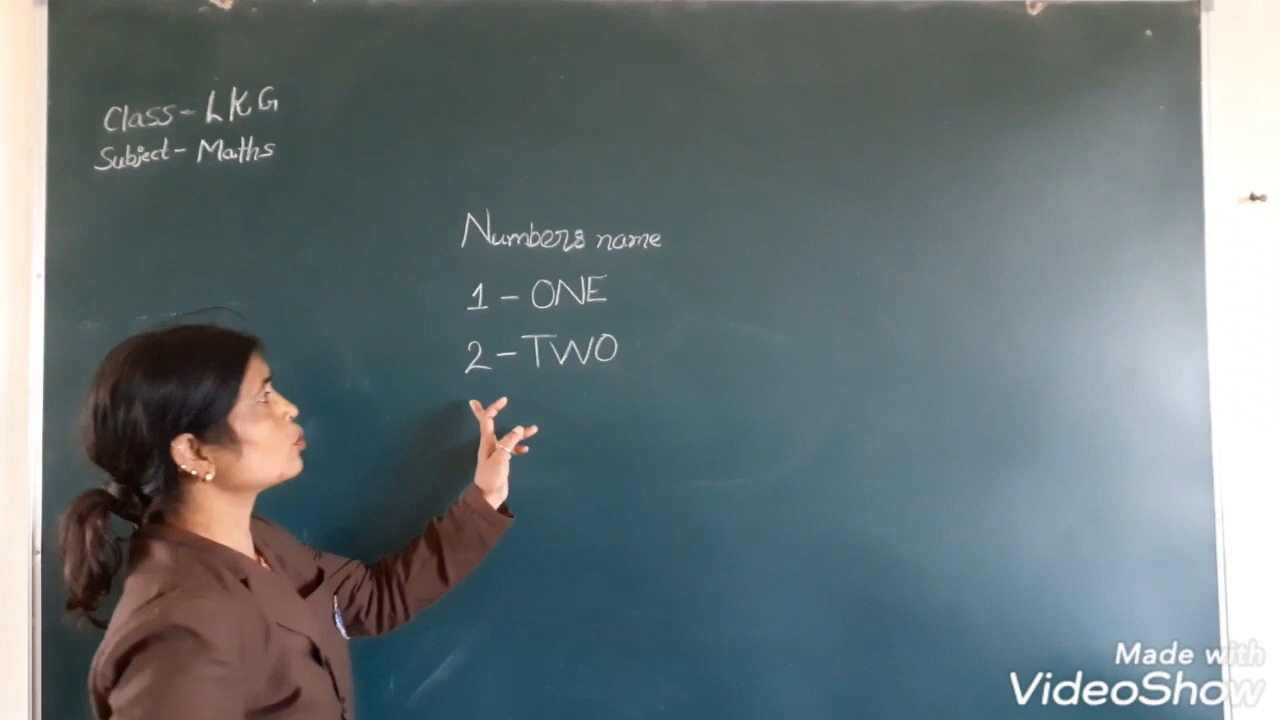 Class - LKG
Subject - Maths
Numbers name
1 - ONE
2 - TWO
Made with
VideoShow